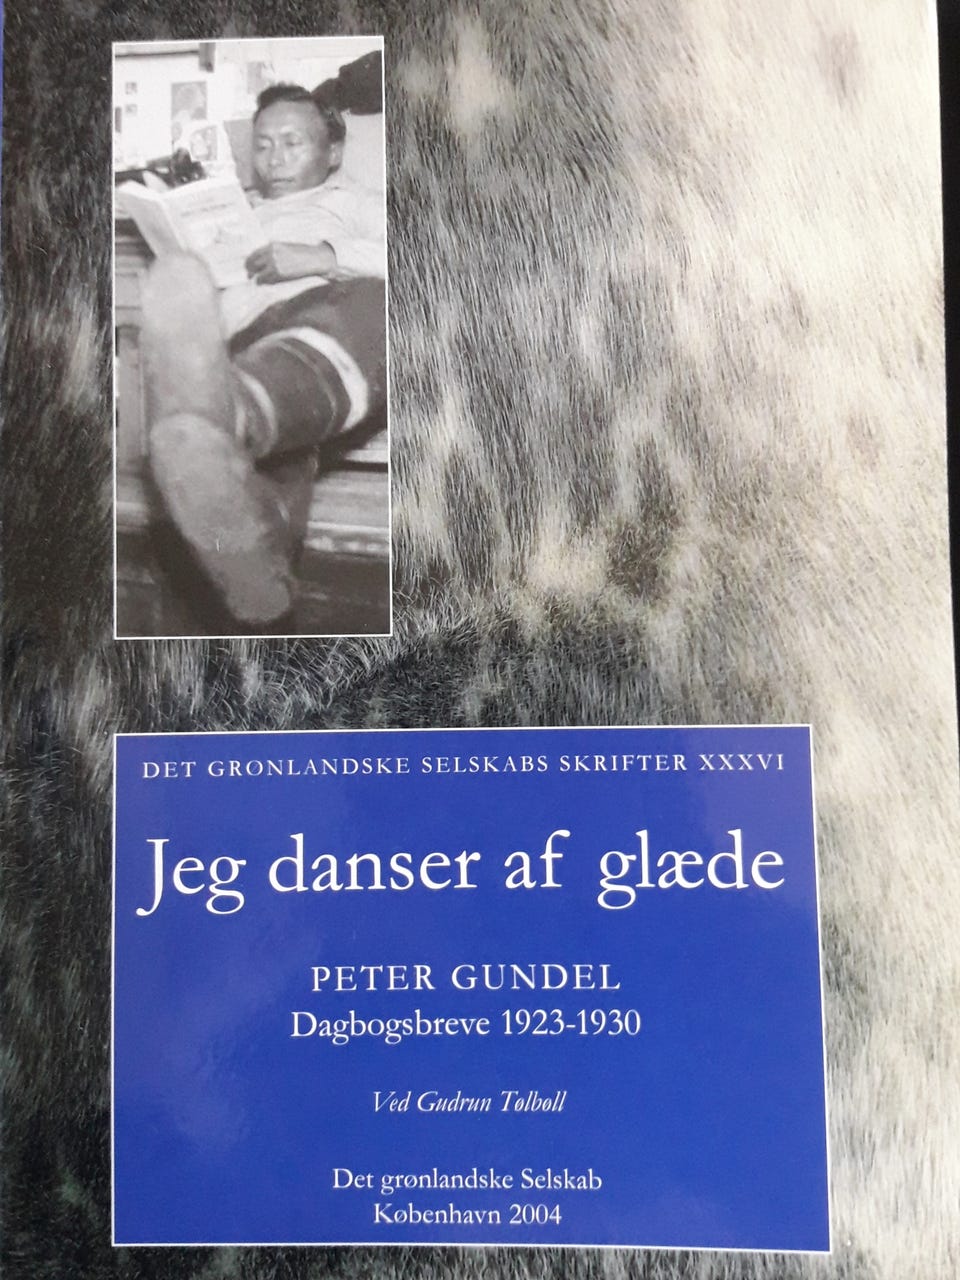 DET GRØNLANDSKE SELSKABS SKRIFTER XXXVI
Jeg danser af glæde
PETER GUNDEL
Dagbogsbreve 1923-1930
Ved Gudrun Tølbøll
Det grønlandske Selskab
København 2004